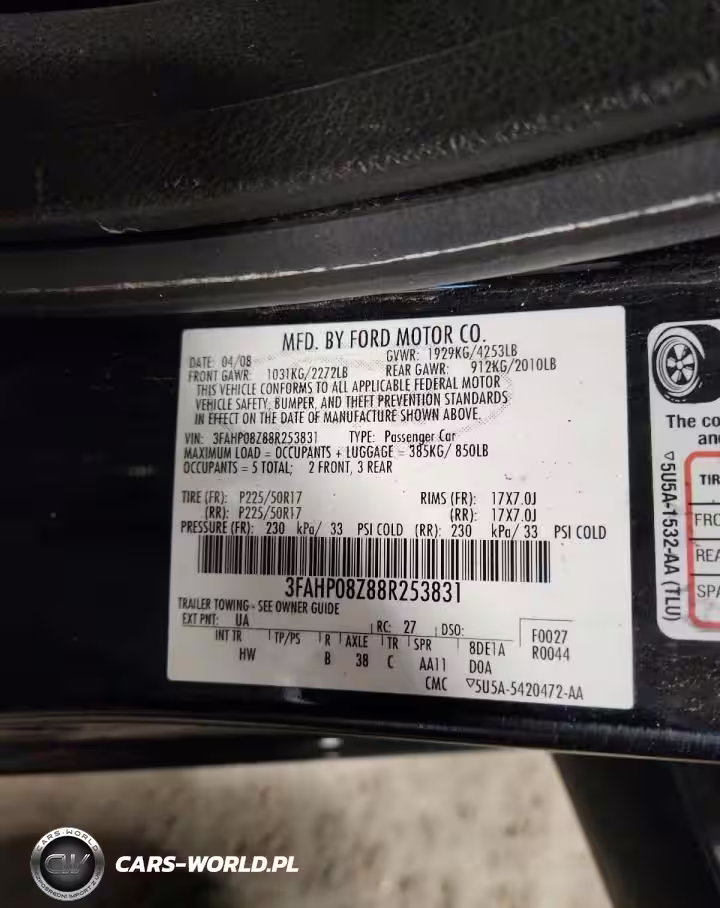 MFD. BY FORD MOTOR CO.
DATE: 04/08 GVWR: 1929KG/4253LB
FRONT GAWR: 1031KG/2272LB REAR GAWR: 912KG/2010LB
THIS VEHICLE CONFORMS TO ALL APPLICABLE FEDERAL MOTOR
VEHICLE SAFETY, BUMPER, AND THEFT PREVENTION STANDARDS
IN EFFECT ON THE DATE OF MANUFACTURE SHOWN ABOVE.
VIN: 3FAHP08Z88R253831 TYPE: Passenger Car
MAXIMUM LOAD = OCCUPANTS + LUGGAGE = 385KG/ 850LB
OCCUPANTS = 5 TOTAL; 2 FRONT, 3 REAR
TIRE (FR): P225/50R17 RIMS (FR): 17X7.0J
(RR): P225/50R17 (RR): 17X7.0J
PRESSURE (FR): 230 kPa/ 33 PSI COLD (RR): 230 kPa/ 33 PSI COLD
3FAHP08Z88R253831
TRAILER TOWING - SEE OWNER GUIDE
EXT PNT: UA RC: 27 DSO: F0027
INT TR TP/PS R AXLE TR SPR 8DE1A R0044
HW B 38 C AA11 D0A
CMC ▽5U5A-5420472-AA
The co
an
▽5U5A-1532-AA (TLU)
TIR
FRO
REA
SPA
CARS-WORLD
CW
CARS-WORLD.PL